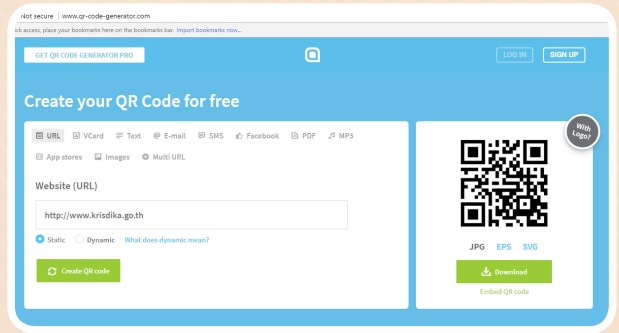 Not secure | www.qr-code-generator.com
ick access, place your bookmarks here on the bookmarks bar. Import bookmarks now...
GET QR CODE GENERATOR PRO
LOG IN
SIGN UP
Create your QR Code for free
URL VCard Text E-mail SMS Facebook PDF MP3
App stores Images Multi URL
Website (URL)
http://www.krisdika.go.th
Static Dynamic What does dynamic mean?
Create QR code
With
Logo?
JPG EPS SVG
Download
Embed QR code